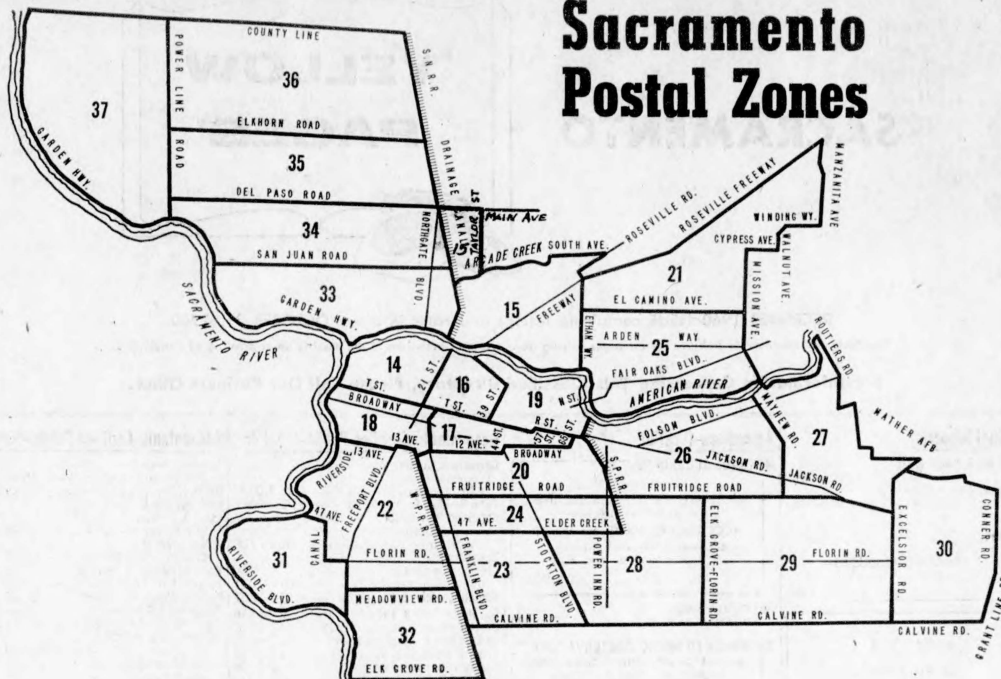 Sacramento
Postal Zones
COUNTY LINE
POWER LINE ROAD
36
37
S.N.R.R.
ELKHORN ROAD
35
GARDEN HWY.
DRAINAGE CANAL
DEL PASO ROAD
TAYLOR ST
MAIN AVE
15
34
NORTHGATE BLVD.
ARCADE CREEK
SOUTH AVE.
ROSEVILLE RD.
ROSEVILLE FREEWAY
MANZANITA AVE
WINDING WY.
CYPRESS AVE.
WALNUT AVE.
SAN JUAN ROAD
21
MISSION AVE.
33
GARDEN HWY.
15
FREEWAY
EL CAMINO AVE.
SACRAMENTO RIVER
ETHAN WY.
ARDEN WAY
25
FAIR OAKS BLVD.
ROUTIERS RD.
14
T ST.
21 ST.
16
T ST.
39 ST.
19
W ST.
AMERICAN RIVER
BROADWAY
18
R ST.
FOLSOM BLVD.
MAYHEW RD.
27
MATHER AFB
13 AVE.
17
12 AVE.
44 ST.
57 ST.
65 ST.
BROADWAY
20
S.P.R.R.
26
JACKSON RD.
JACKSON RD.
13 AVE.
RIVERSIDE
FREEPORT BLVD.
22
W.P.R.R.
FRUITRIDGE ROAD
FRUITRIDGE ROAD
24
47 AVE.
47 AVE.
ELDER CREEK
31
CANAL
FLORIN RD.
FRANKLIN BLVD.
23
STOCKTON BLVD.
POWER INN RD.
28
ELK GROVE-FLORIN RD.
29
FLORIN RD.
EXCELSIOR RD.
30
CONNER RD.
RIVERSIDE BLVD.
MEADOWVIEW RD.
CALVINE RD.
CALVINE RD.
CALVINE RD.
GRANT LINE
32
ELK GROVE RD.